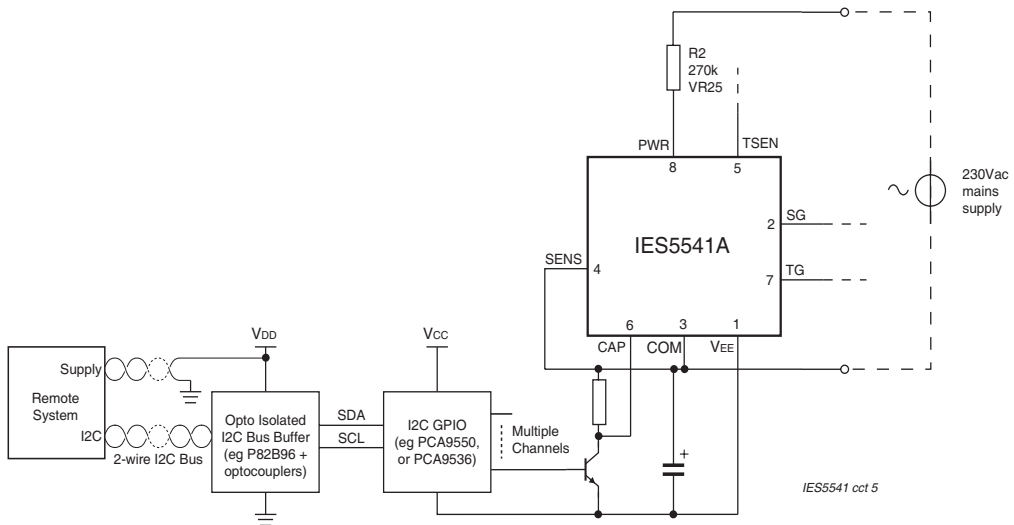 R2
270k
VR25
PWR
TSEN
8
5
230Vac
mains
supply
2
SG
IES5541A
SENS
4
7
TG
6
3
1
CAP
COM
VEE
VDD
VCC
Supply
Remote
System
I2C
2-wire I2C Bus
Opto Isolated
I2C Bus Buffer
(eg P82B96 +
optocouplers)
SDA
SCL
I2C GPIO
(eg PCA9550,
or PCA9536)
Multiple
Channels
+
IES5541 cct 5